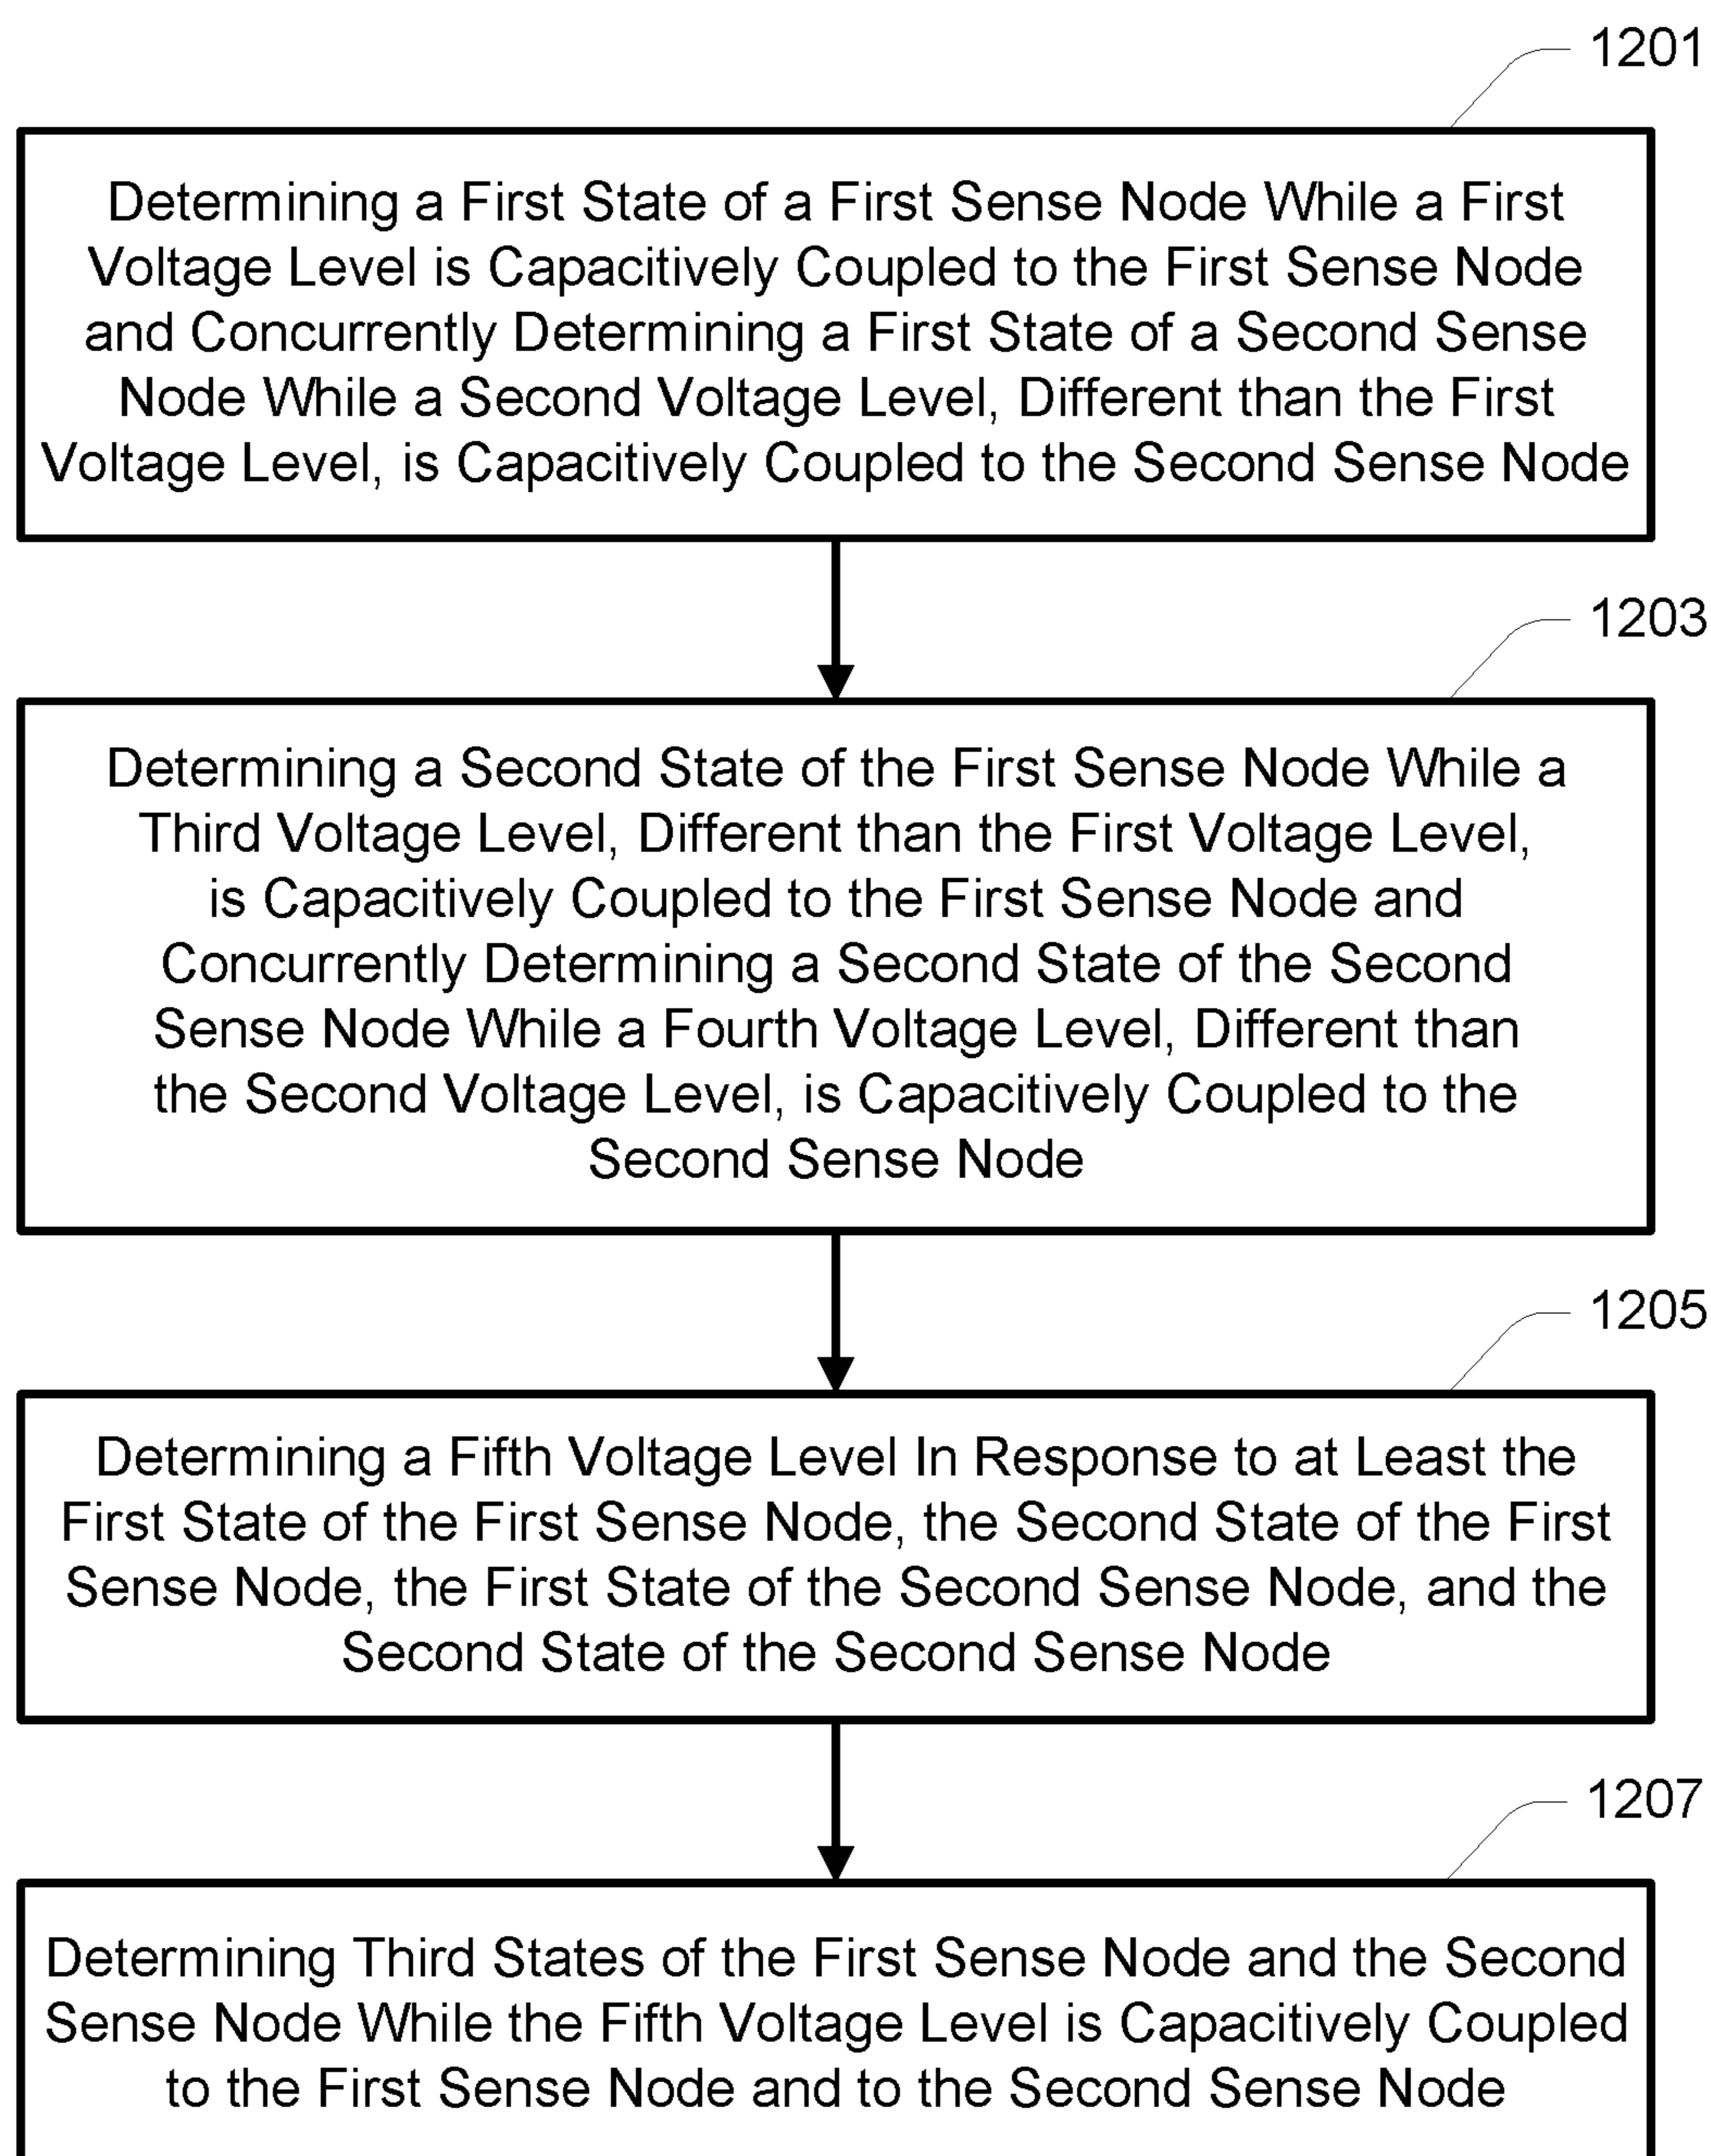 1201
Determining a First State of a First Sense Node While a First
Voltage Level is Capacitively Coupled to the First Sense Node
and Concurrently Determining a First State of a Second Sense
Node While a Second Voltage Level, Different than the First
Voltage Level, is Capacitively Coupled to the Second Sense Node
1203
Determining a Second State of the First Sense Node While a
Third Voltage Level, Different than the First Voltage Level,
is Capacitively Coupled to the First Sense Node and
Concurrently Determining a Second State of the Second
Sense Node While a Fourth Voltage Level, Different than
the Second Voltage Level, is Capacitively Coupled to the
Second Sense Node
1205
Determining a Fifth Voltage Level In Response to at Least the
First State of the First Sense Node, the Second State of the First
Sense Node, the First State of the Second Sense Node, and the
Second State of the Second Sense Node
1207
Determining Third States of the First Sense Node and the Second
Sense Node While the Fifth Voltage Level is Capacitively Coupled
to the First Sense Node and to the Second Sense Node